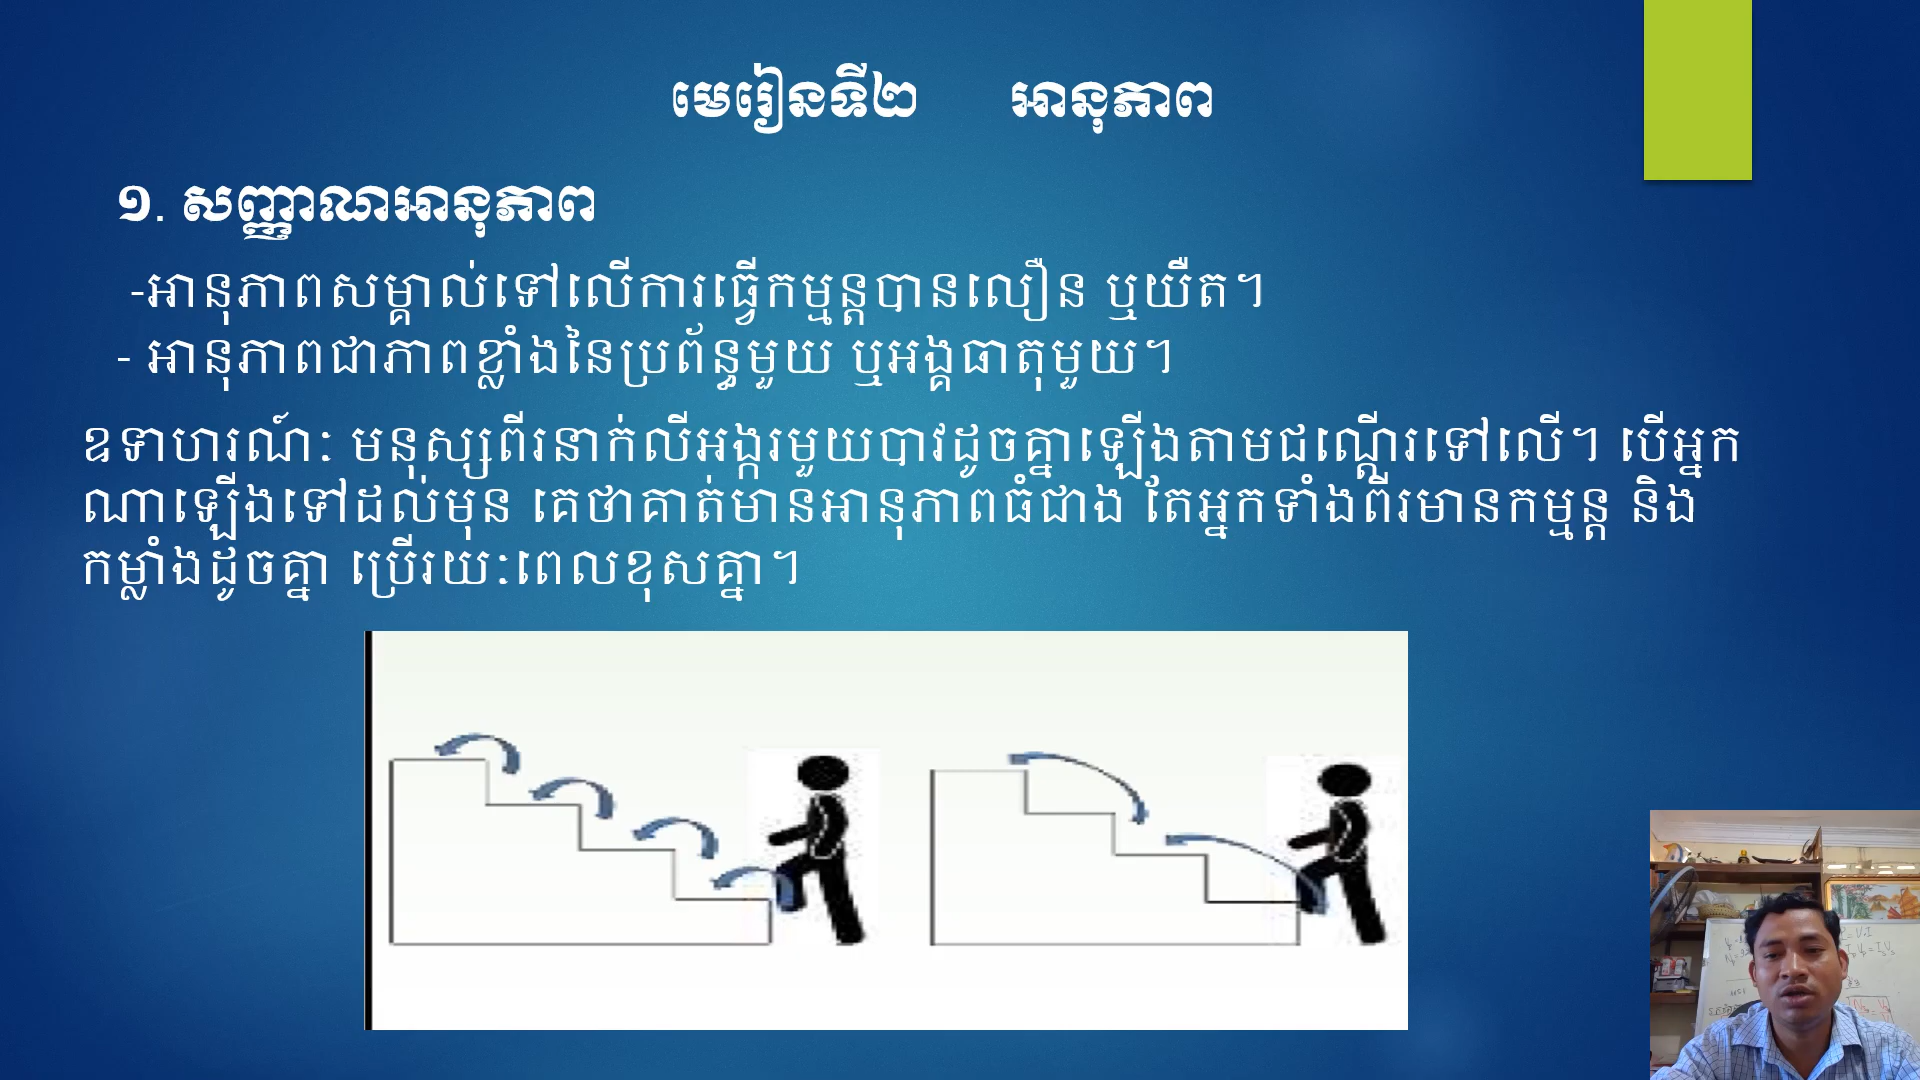 មេរៀនទី២ អានុភាព
១. សញ្ញាណអានុភាព
-អានុភាពសម្គាល់ទៅលើការធ្វើកម្មន្តបានលឿន ឬយឺត។
- អានុភាពជាភាពខ្លាំងនៃប្រព័ន្ធមួយ ឬអង្គធាតុមួយ។
ឧទាហរណ៍ៈ មនុស្សពីរនាក់លីអង្ករមួយបាវដូចគ្នាឡើងតាមជណ្តើរទៅលើ។ បើអ្នក
ណាឡើងទៅដល់មុន គេថាគាត់មានអានុភាពធំជាង តែអ្នកទាំងពីរមានកម្មន្ត និង
កម្លាំងដូចគ្នា ប្រើរយៈពេលខុសគ្នា។